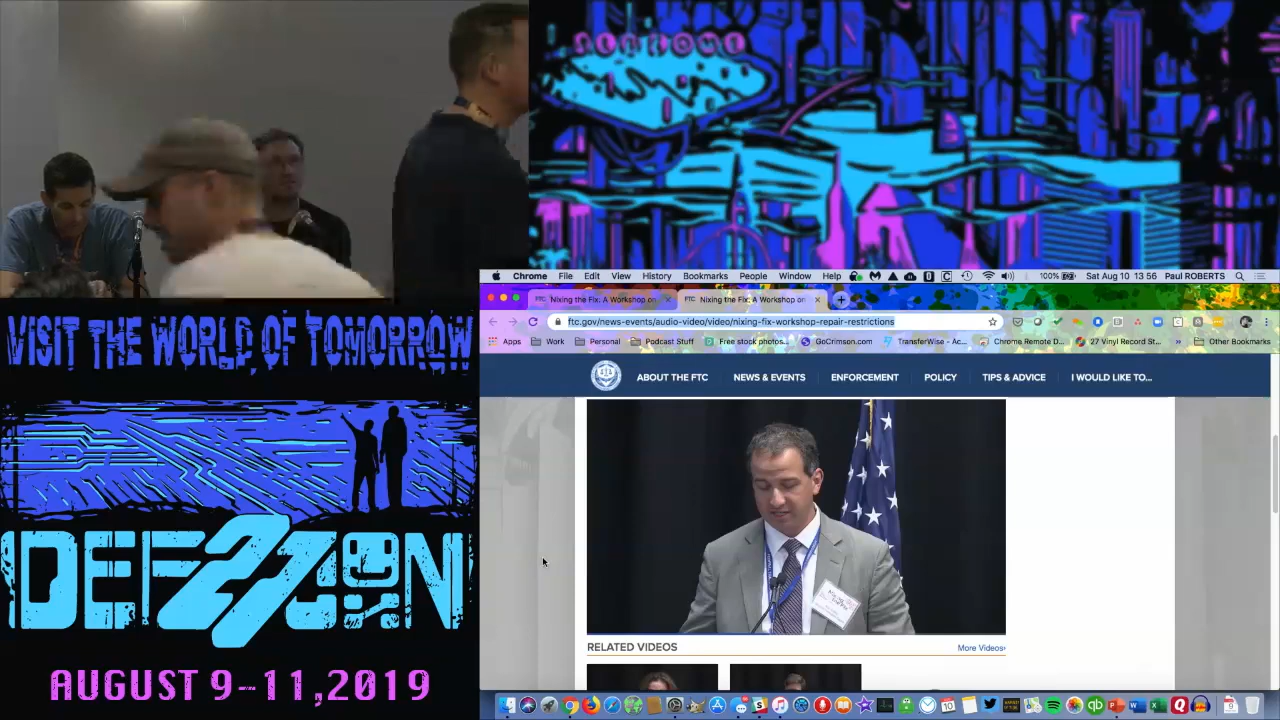 WELCOME
Chrome File Edit View History Bookmarks People Window Help 100% Sat Aug 10 13 56 Paul ROBERTS
Nixing the Fix: A Workshop on Nixing the Fix: A Workshop on
ftc.gov/news-events/audio-video/video/nixing-fix-workshop-repair-restrictions
Apps Work Personal Podcast Stuff Free stock photos... GoCrimson.com TransferWise - Ac... Chrome Remote D... 27 Vinyl Record St... » Other Bookmarks
ABOUT THE FTC NEWS & EVENTS ENFORCEMENT POLICY TIPS & ADVICE I WOULD LIKE TO...
RELATED VIDEOS More Videos›
VISIT THE WORLD OF TOMORROW
DEF CON
27
AUGUST 9-11, 2019